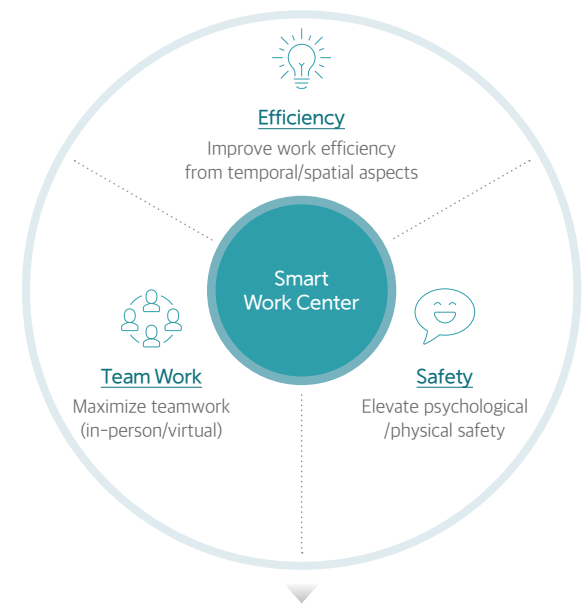 Efficiency
Improve work efficiency
from temporal/spatial aspects
Smart
Work Center
Team Work
Maximize teamwork
(in-person/virtual)
Safety
Elevate psychological
/physical safety